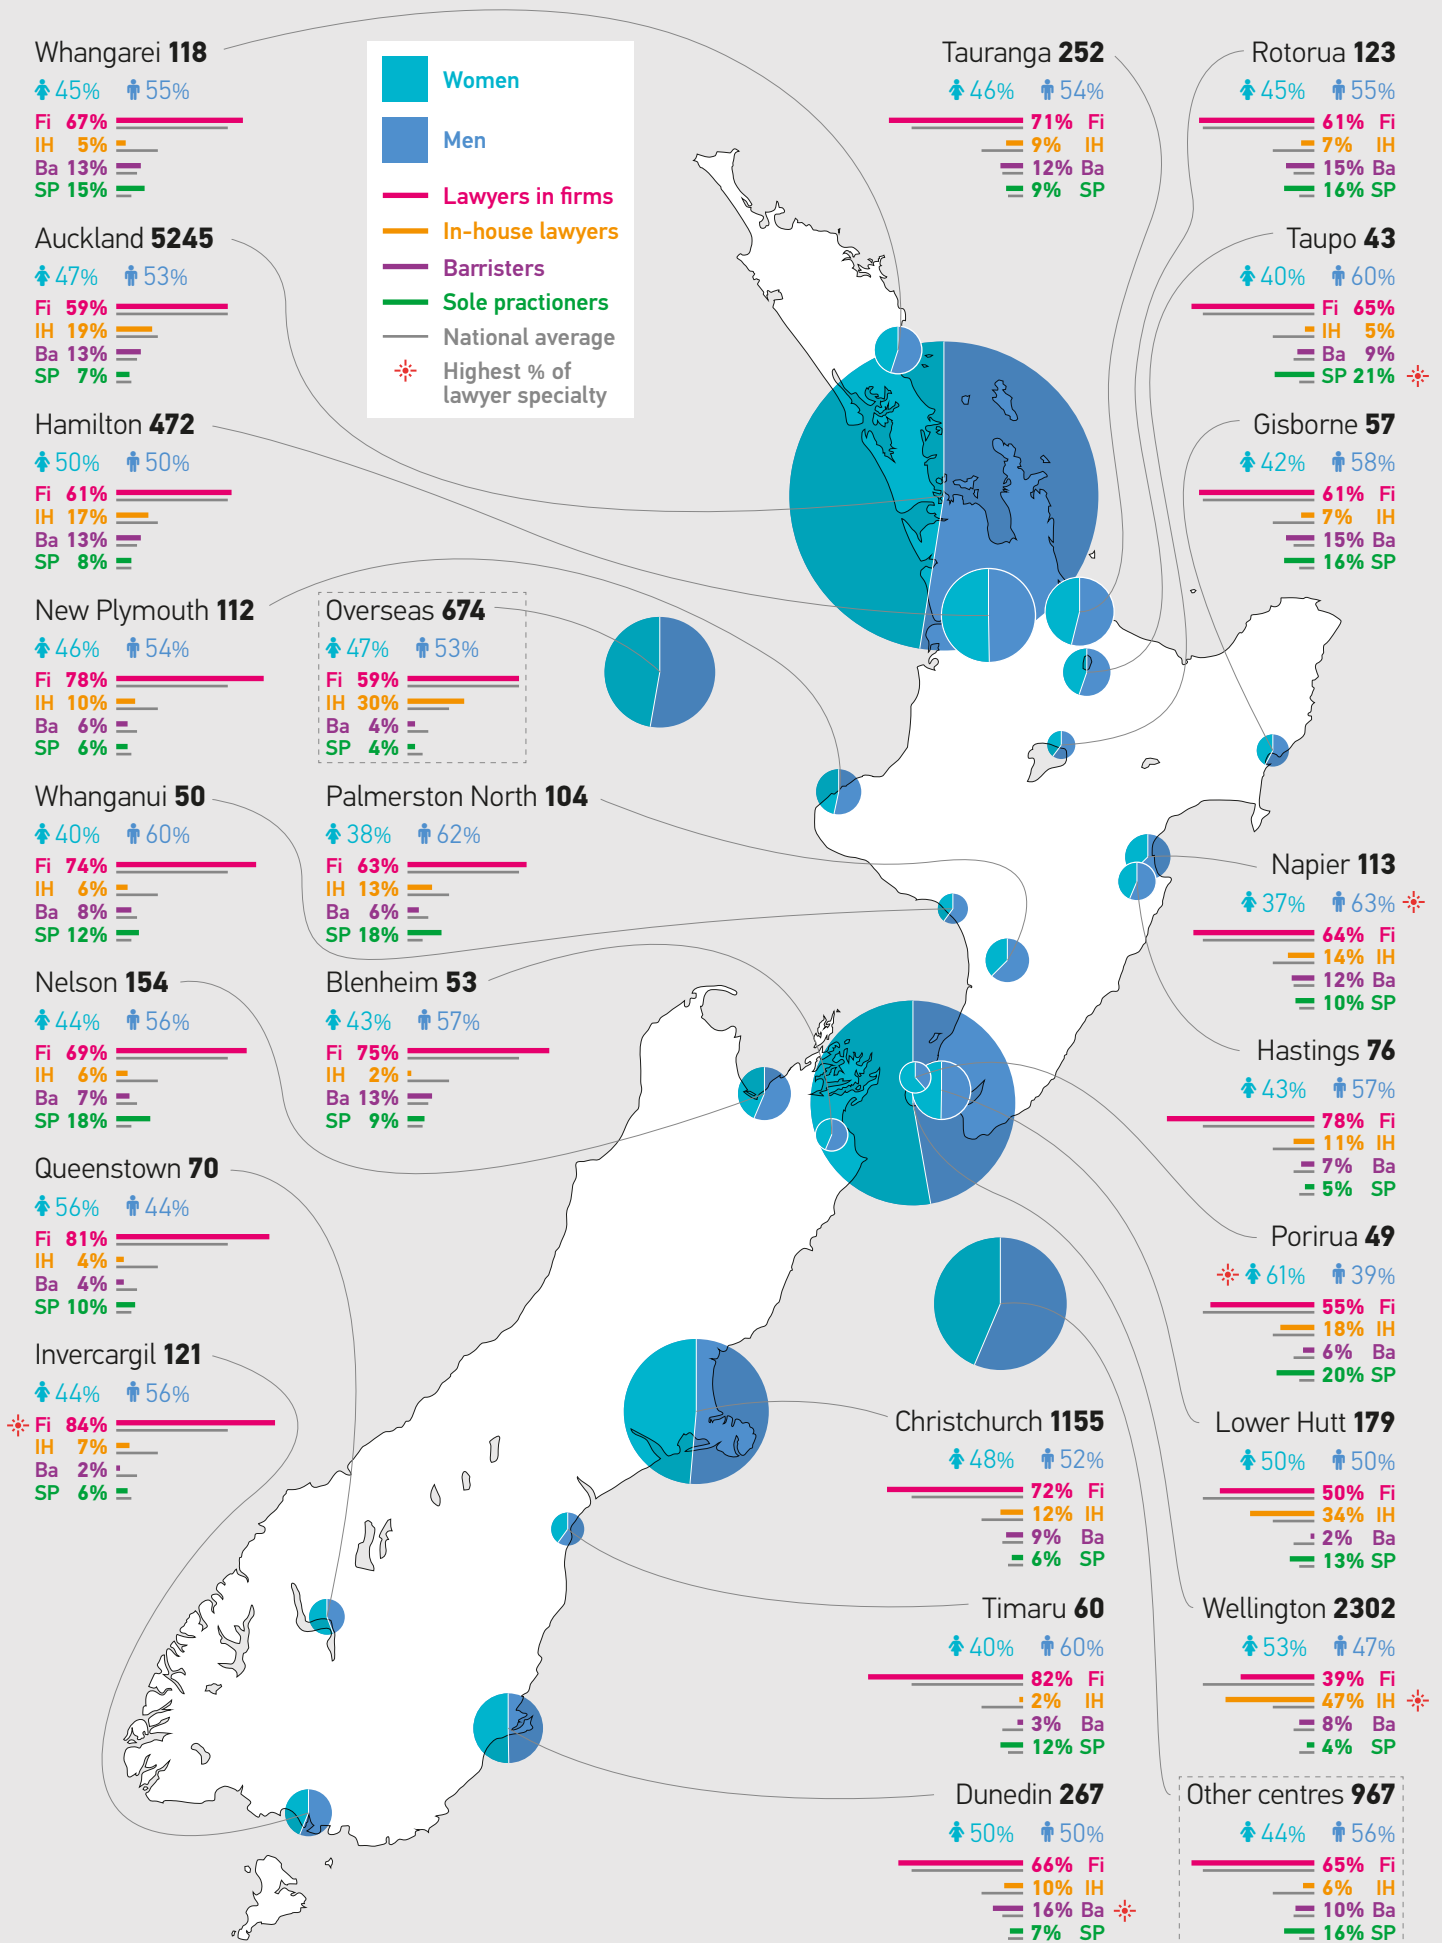 Whangarei 118
45% 55%
Fi 67%
IH 5%
Ba 13%
SP 15%
Auckland 5245
47% 53%
Fi 59%
IH 19%
Ba 13%
SP 7%
Hamilton 472
50% 50%
Fi 61%
IH 17%
Ba 13%
SP 8%
New Plymouth 112
46% 54%
Fi 78%
IH 10%
Ba 6%
SP 6%
Whanganui 50
40% 60%
Fi 74%
IH 6%
Ba 8%
SP 12%
Nelson 154
44% 56%
Fi 69%
IH 6%
Ba 7%
SP 18%
Queenstown 70
56% 44%
Fi 81%
IH 4%
Ba 4%
SP 10%
Invercargil 121
44% 56%
Fi 84%
IH 7%
Ba 2%
SP 6%
Women
Men
Lawyers in firms
In-house lawyers
Barristers
Sole practioners
National average
Highest % of
lawyer specialty
Overseas 674
47% 53%
Fi 59%
IH 30%
Ba 4%
SP 4%
Palmerston North 104
38% 62%
Fi 63%
IH 13%
Ba 6%
SP 18%
Blenheim 53
43% 57%
Fi 75%
IH 2%
Ba 13%
SP 9%
Tauranga 252
46% 54%
71% Fi
9% IH
12% Ba
9% SP
Rotorua 123
45% 55%
61% Fi
7% IH
15% Ba
16% SP
Taupo 43
40% 60%
Fi 65%
IH 5%
Ba 9%
SP 21%
Gisborne 57
42% 58%
61% Fi
7% IH
15% Ba
16% SP
Napier 113
37% 63%
64% Fi
14% IH
12% Ba
10% SP
Hastings 76
43% 57%
78% Fi
11% IH
7% Ba
5% SP
Porirua 49
61% 39%
55% Fi
18% IH
6% Ba
20% SP
Christchurch 1155
48% 52%
72% Fi
12% IH
9% Ba
6% SP
Lower Hutt 179
50% 50%
50% Fi
34% IH
2% Ba
13% SP
Timaru 60
40% 60%
82% Fi
2% IH
3% Ba
12% SP
Wellington 2302
53% 47%
39% Fi
47% IH
8% Ba
4% SP
Dunedin 267
50% 50%
66% Fi
10% IH
16% Ba
7% SP
Other centres 967
44% 56%
65% Fi
6% IH
10% Ba
16% SP